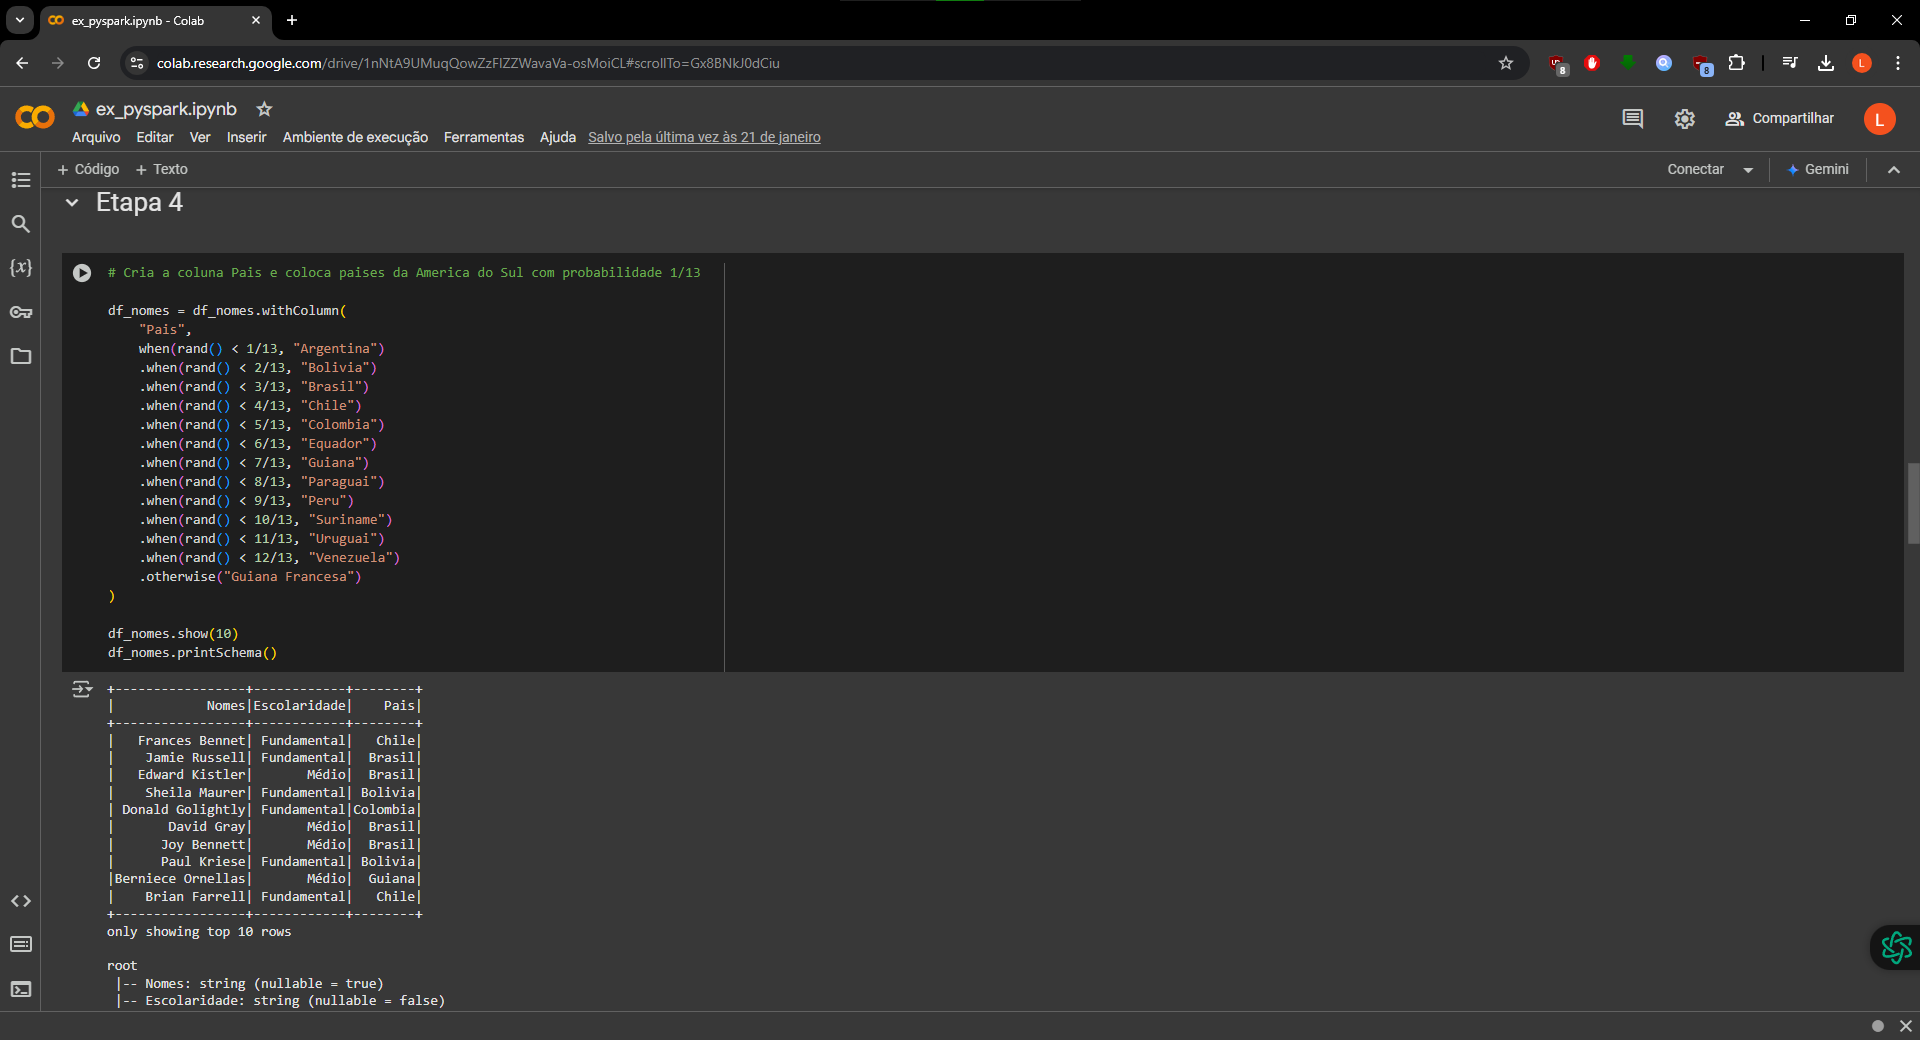 ex_pyspark.ipynb - Colab
colab.research.google.com/drive/1nNtA9UMuqQowZzFIZZWavaVa-osMoiCL#scrollTo=Gx8BNkJ0dCiu
8
8
L
ex_pyspark.ipynb
Arquivo Editar Ver Inserir Ambiente de execução Ferramentas Ajuda Salvo pela última vez às 21 de janeiro
Compartilhar
L
+ Código + Texto
Conectar
Gemini
Etapa 4
{x}
# Cria a coluna Pais e coloca paises da America do Sul com probabilidade 1/13
df_nomes = df_nomes.withColumn(
"Pais",
when(rand() < 1/13, "Argentina")
.when(rand() < 2/13, "Bolivia")
.when(rand() < 3/13, "Brasil")
.when(rand() < 4/13, "Chile")
.when(rand() < 5/13, "Colombia")
.when(rand() < 6/13, "Equador")
.when(rand() < 7/13, "Guiana")
.when(rand() < 8/13, "Paraguai")
.when(rand() < 9/13, "Peru")
.when(rand() < 10/13, "Suriname")
.when(rand() < 11/13, "Uruguai")
.when(rand() < 12/13, "Venezuela")
.otherwise("Guiana Francesa")
)
df_nomes.show(10)
df_nomes.printSchema()
+-----------------+------------+--------+
|            Nomes|Escolaridade|    Pais|
+-----------------+------------+--------+
|   Frances Bennet| Fundamental|   Chile|
|    Jamie Russell| Fundamental|  Brasil|
|   Edward Kistler|       Médio|  Brasil|
|    Sheila Maurer| Fundamental| Bolivia|
| Donald Golightly| Fundamental|Colombia|
|       David Gray|       Médio|  Brasil|
|      Joy Bennett|       Médio|  Brasil|
|      Paul Kriese| Fundamental| Bolivia|
|Berniece Ornellas|       Médio|  Guiana|
|    Brian Farrell| Fundamental|   Chile|
+-----------------+------------+--------+
only showing top 10 rows
root
|-- Nomes: string (nullable = true)
|-- Escolaridade: string (nullable = false)